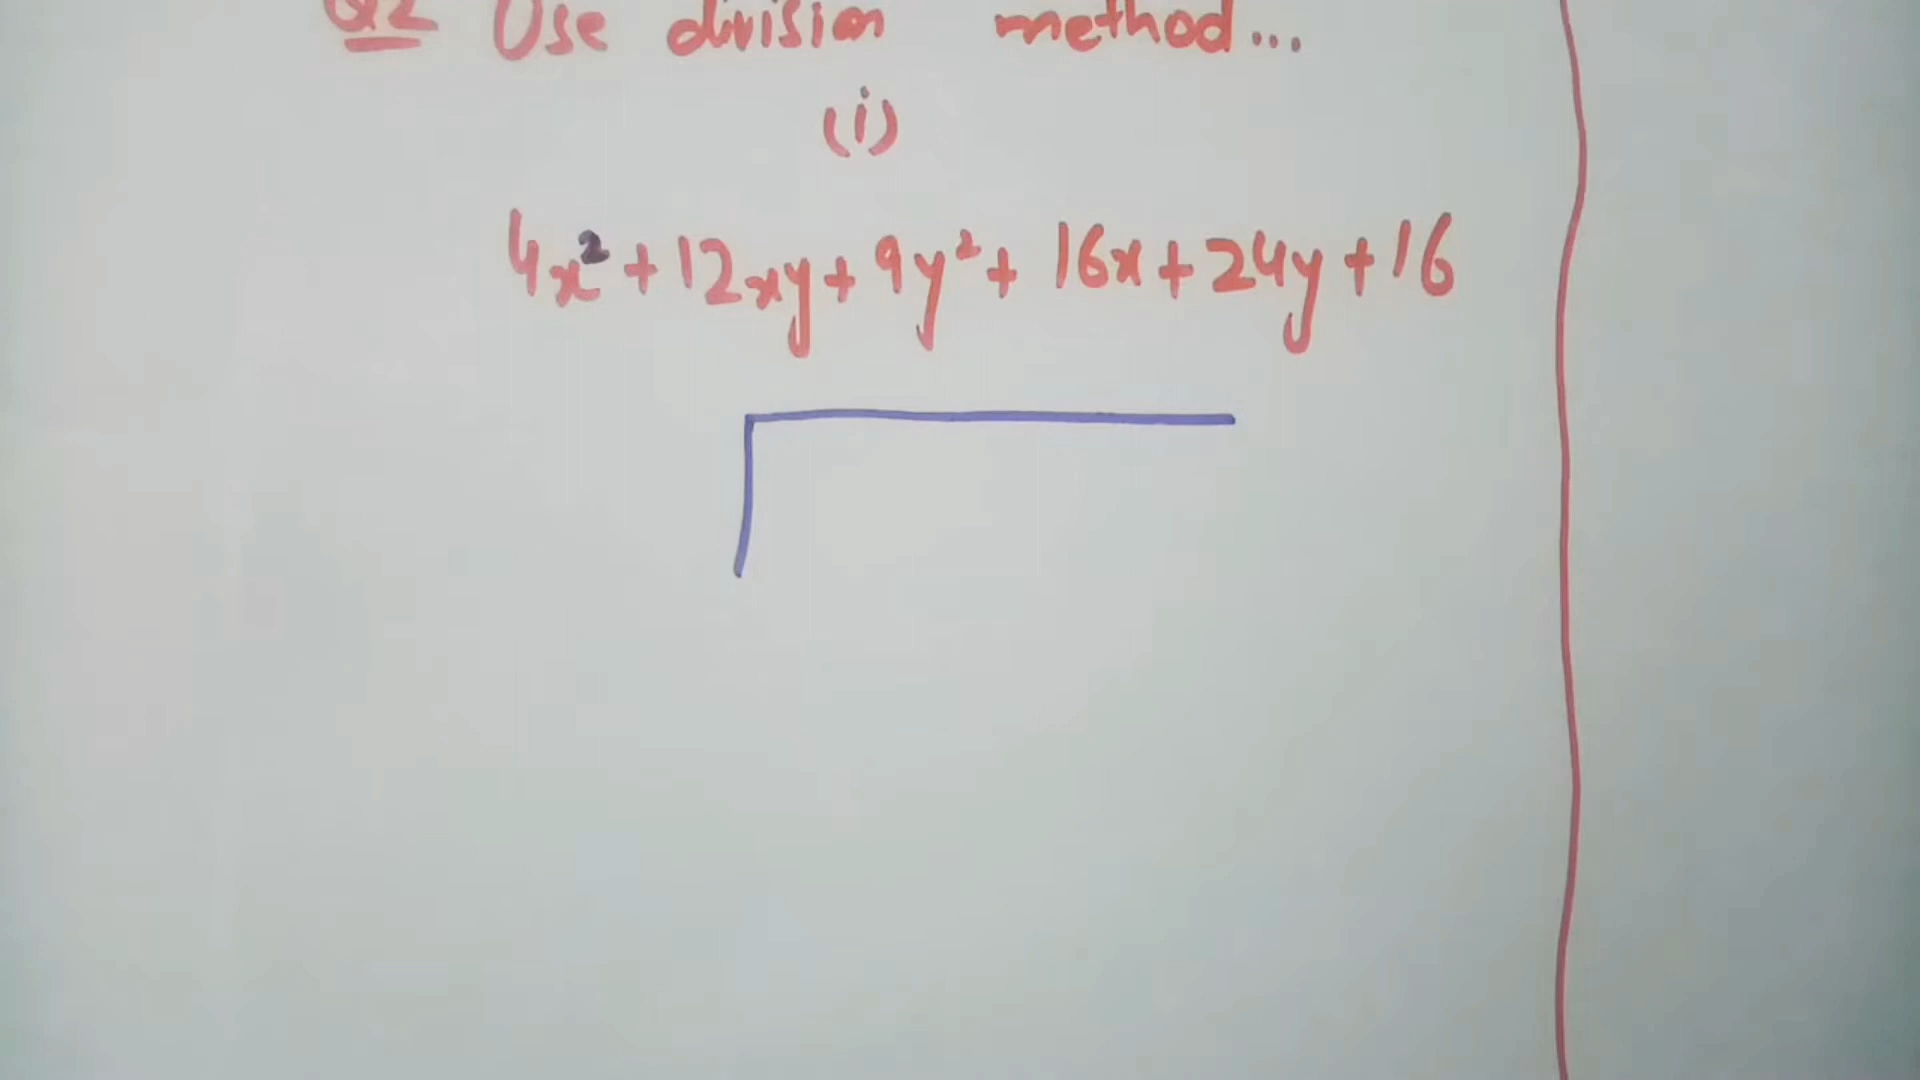 Q2 Use division method...
(i)
4x² + 12xy + 9y² + 16x + 24y + 16